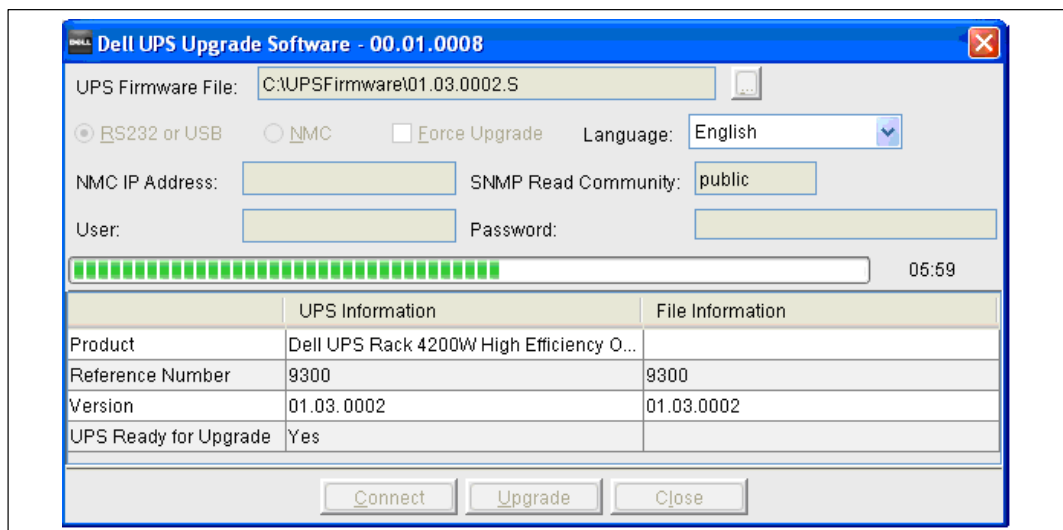 DELL Dell UPS Upgrade Software - 00.01.0008
UPS Firmware File: C:\UPSFirmware\01.03.0002.S ...
RS232 or USB NMC Force Upgrade Language: English
NMC IP Address: SNMP Read Community: public
User: Password:
05:59
UPS Information File Information
Product Dell UPS Rack 4200W High Efficiency O...
Reference Number 9300 9300
Version 01.03.0002 01.03.0002
UPS Ready for Upgrade Yes
Connect Upgrade Close